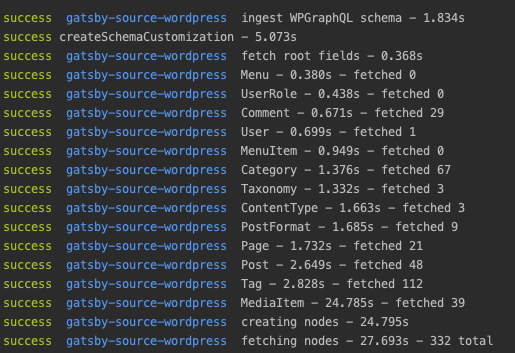 success gatsby-source-wordpress ingest WPGraphQL schema - 1.834s
success createSchemaCustomization - 5.073s
success gatsby-source-wordpress fetch root fields - 0.368s
success gatsby-source-wordpress Menu - 0.380s - fetched 0
success gatsby-source-wordpress UserRole - 0.438s - fetched 0
success gatsby-source-wordpress Comment - 0.671s - fetched 29
success gatsby-source-wordpress User - 0.699s - fetched 1
success gatsby-source-wordpress MenuItem - 0.949s - fetched 0
success gatsby-source-wordpress Category - 1.376s - fetched 67
success gatsby-source-wordpress Taxonomy - 1.332s - fetched 3
success gatsby-source-wordpress ContentType - 1.663s - fetched 3
success gatsby-source-wordpress PostFormat - 1.685s - fetched 9
success gatsby-source-wordpress Page - 1.732s - fetched 21
success gatsby-source-wordpress Post - 2.649s - fetched 48
success gatsby-source-wordpress Tag - 2.828s - fetched 112
success gatsby-source-wordpress MediaItem - 24.785s - fetched 39
success gatsby-source-wordpress creating nodes - 24.795s
success gatsby-source-wordpress fetching nodes - 27.693s - 332 total